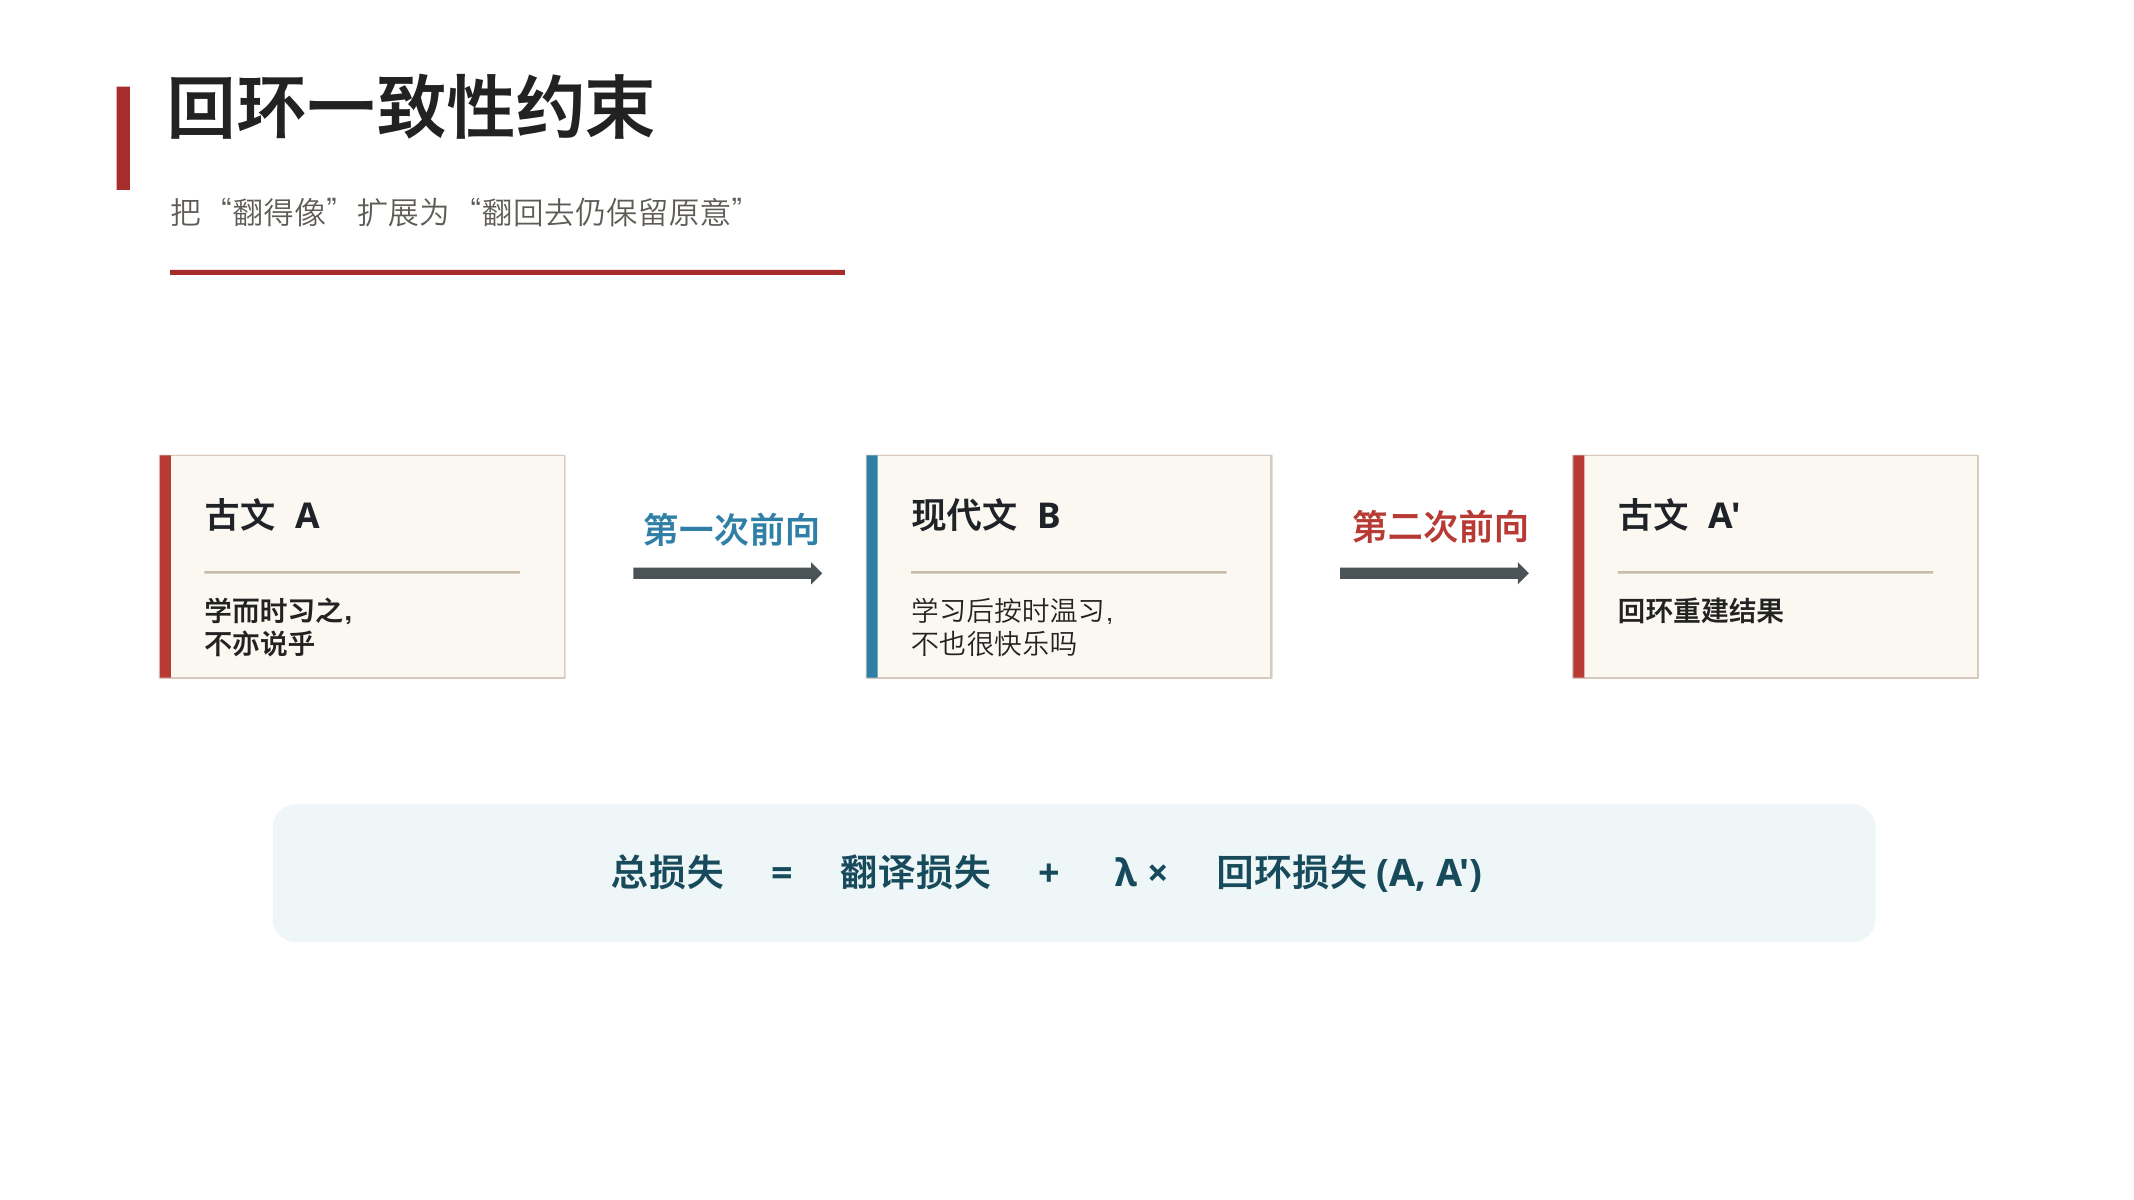 回环一致性约束
把“翻得像”扩展为“翻回去仍保留原意”
古文 A
学而时习之,
不亦说乎
第一次前向
现代文 B
学习后按时温习,
不也很快乐吗
第二次前向
古文 A'
回环重建结果
总损失 = 翻译损失 + λ × 回环损失 (A, A')